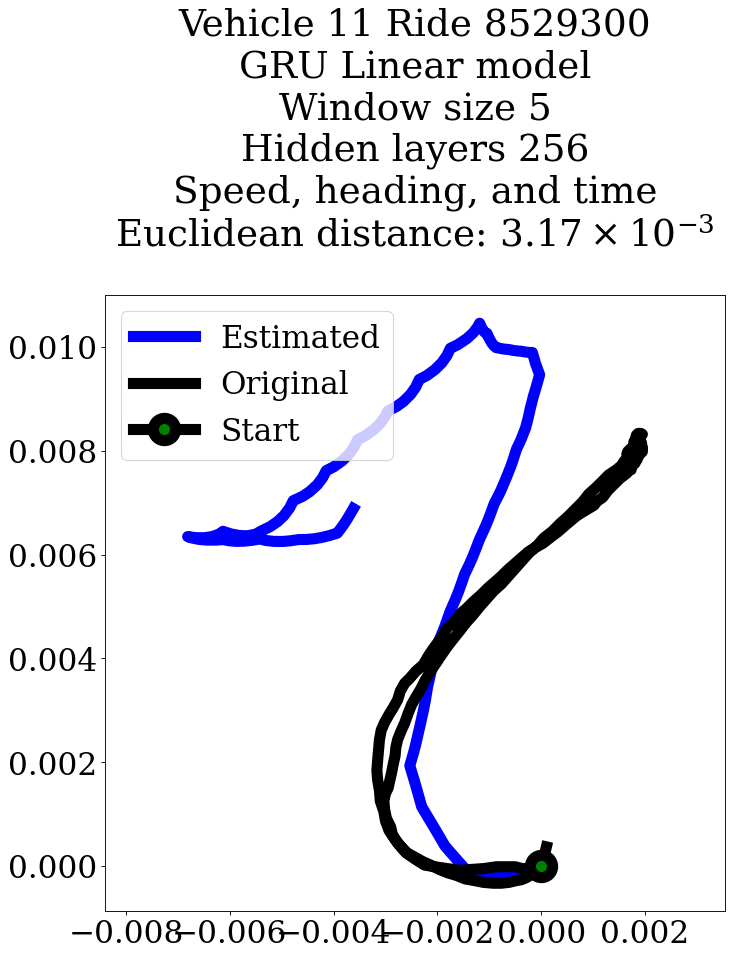 Vehicle 11 Ride 8529300
GRU Linear model
Window size 5
Hidden layers 256
Speed, heading, and time
Euclidean distance: 3.17 × 10⁻³
Estimated
Original
Start
0.010
0.008
0.006
0.004
0.002
0.000
−0.008 −0.006 −0.004 −0.002 0.000 0.002